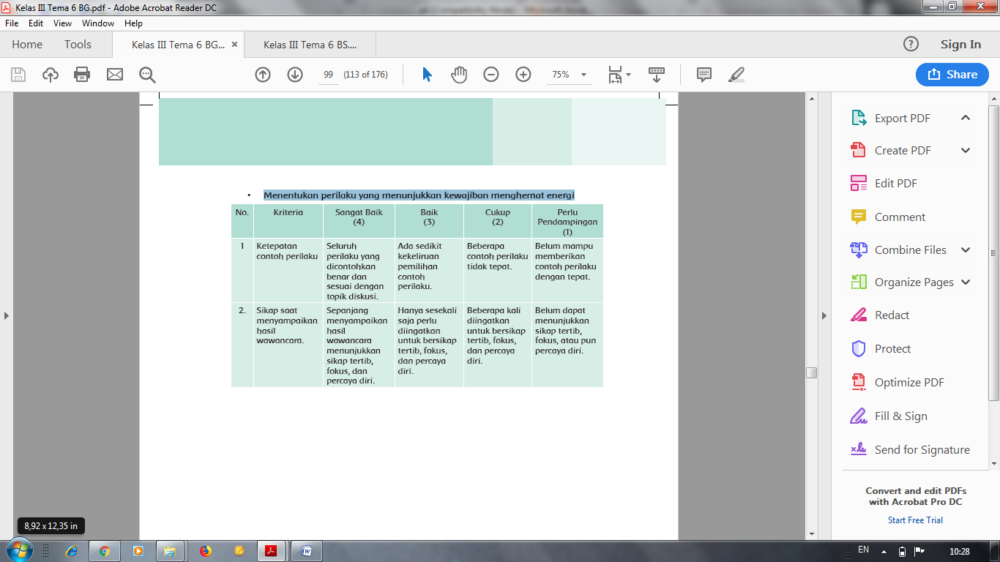 Kelas III Tema 6 BG.pdf - Adobe Acrobat Reader DC
File Edit View Window Help
Home Tools Kelas III Tema 6 BG... × Kelas III Tema 6 BS.... Sign In
99 (113 of 176) 75% Share
• Menentukan perilaku yang menunjukkan kewajiban menghemat energi
No. Kriteria Sangat Baik (4) Baik (3) Cukup (2) Perlu Pendampingan (1)
1 Ketepatan contoh perilaku
Seluruh
perilaku yang
dicontohkan
benar dan
sesuai dengan
topik diskusi.
Ada sedikit
kekeliruan
pemilihan
contoh
perilaku.
Beberapa
contoh perilaku
tidak tepat.
Belum mampu
memberikan
contoh perilaku
dengan tepat.
2. Sikap saat
menyampaikan
hasil
wawancara.
Sepanjang
menyampaikan
hasil
wawancara
menunjukkan
sikap tertib,
fokus, dan
percaya diri.
Hanya sesekali
saja perlu
diingatkan
untuk bersikap
tertib, fokus,
dan percaya
diri.
Beberapa kali
diingatkan
untuk bersikap
tertib, fokus,
dan percaya
diri.
Belum dapat
menunjukkan
sikap tertib,
fokus, atau pun
percaya diri.
Export PDF
Create PDF
Edit PDF
Comment
Combine Files
Organize Pages
Redact
Protect
Optimize PDF
Fill & Sign
Send for Signature
Convert and edit PDFs
with Acrobat Pro DC
Start Free Trial
8,92 x 12,35 in
EN 10:28